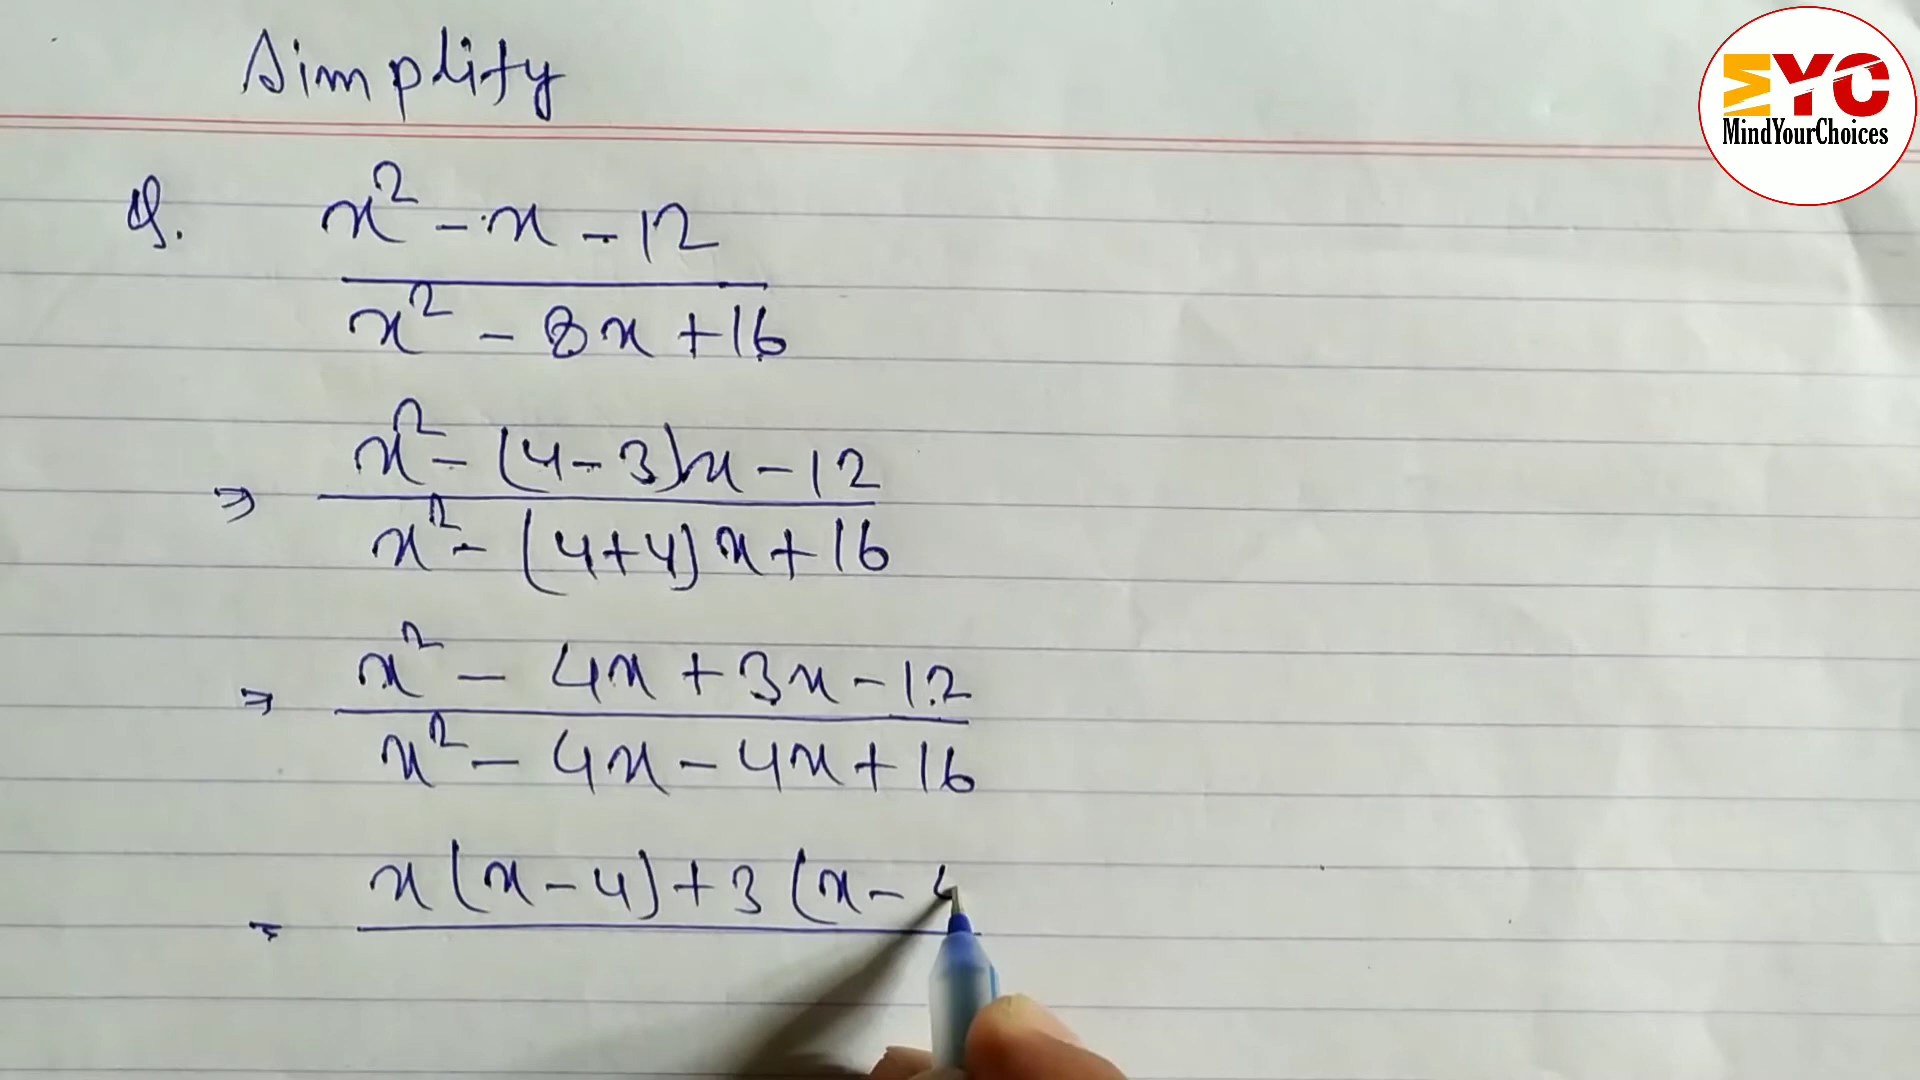 Simplify
MYC
MindYourChoices
Q. x² - x - 12
x² - 8x + 16
⇒ x² - (4 - 3)x - 12
x² - (4+4)x + 16
⇒ x² - 4x + 3x - 12
x² - 4x - 4x + 16
= x(x - 4) + 3(x - 4